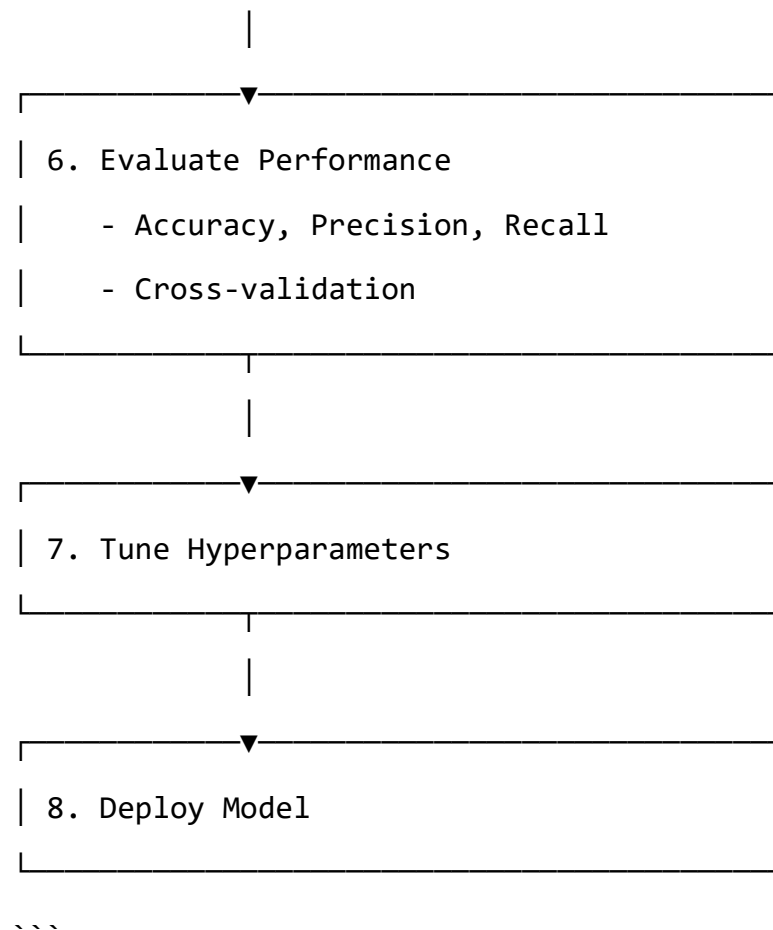 │
┌────────────▼──────────────────────────────
│ 6. Evaluate Performance
│    - Accuracy, Precision, Recall
│    - Cross-validation
└────────────┬──────────────────────────────
│
┌────────────▼──────────────────────────────
│ 7. Tune Hyperparameters
└────────────┬──────────────────────────────
│
┌────────────▼──────────────────────────────
│ 8. Deploy Model
└───────────────────────────────────────────
```